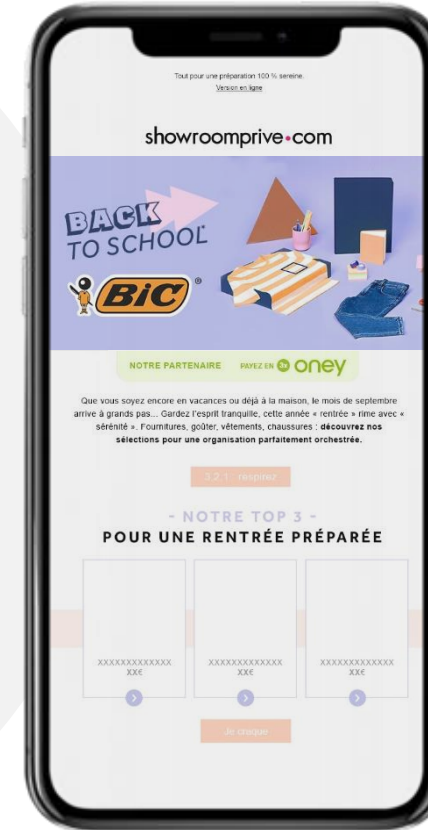 Tout pour une préparation 100 % sereine.
Version en ligne
showroomprive.com
BACK
TO SCHOOL
BiC®
NOTRE PARTENAIRE PAYEZ EN 3x oney
Que vous soyez encore en vacances ou déjà à la maison, le mois de septembre
arrive à grands pas... Gardez l'esprit tranquille, cette année « rentrée » rime avec «
sérénité ». Fournitures, goûter, vêtements, chaussures : découvrez nos
sélections pour une organisation parfaitement orchestrée.
3,2,1" respirez
- NOTRE TOP 3 -
POUR UNE RENTRÉE PRÉPARÉE
XXXXXXXXXXXXX XXXXXXXXXXXXX XXXXXXXXXXXXX
XX€ XX€ XX€
Je craque